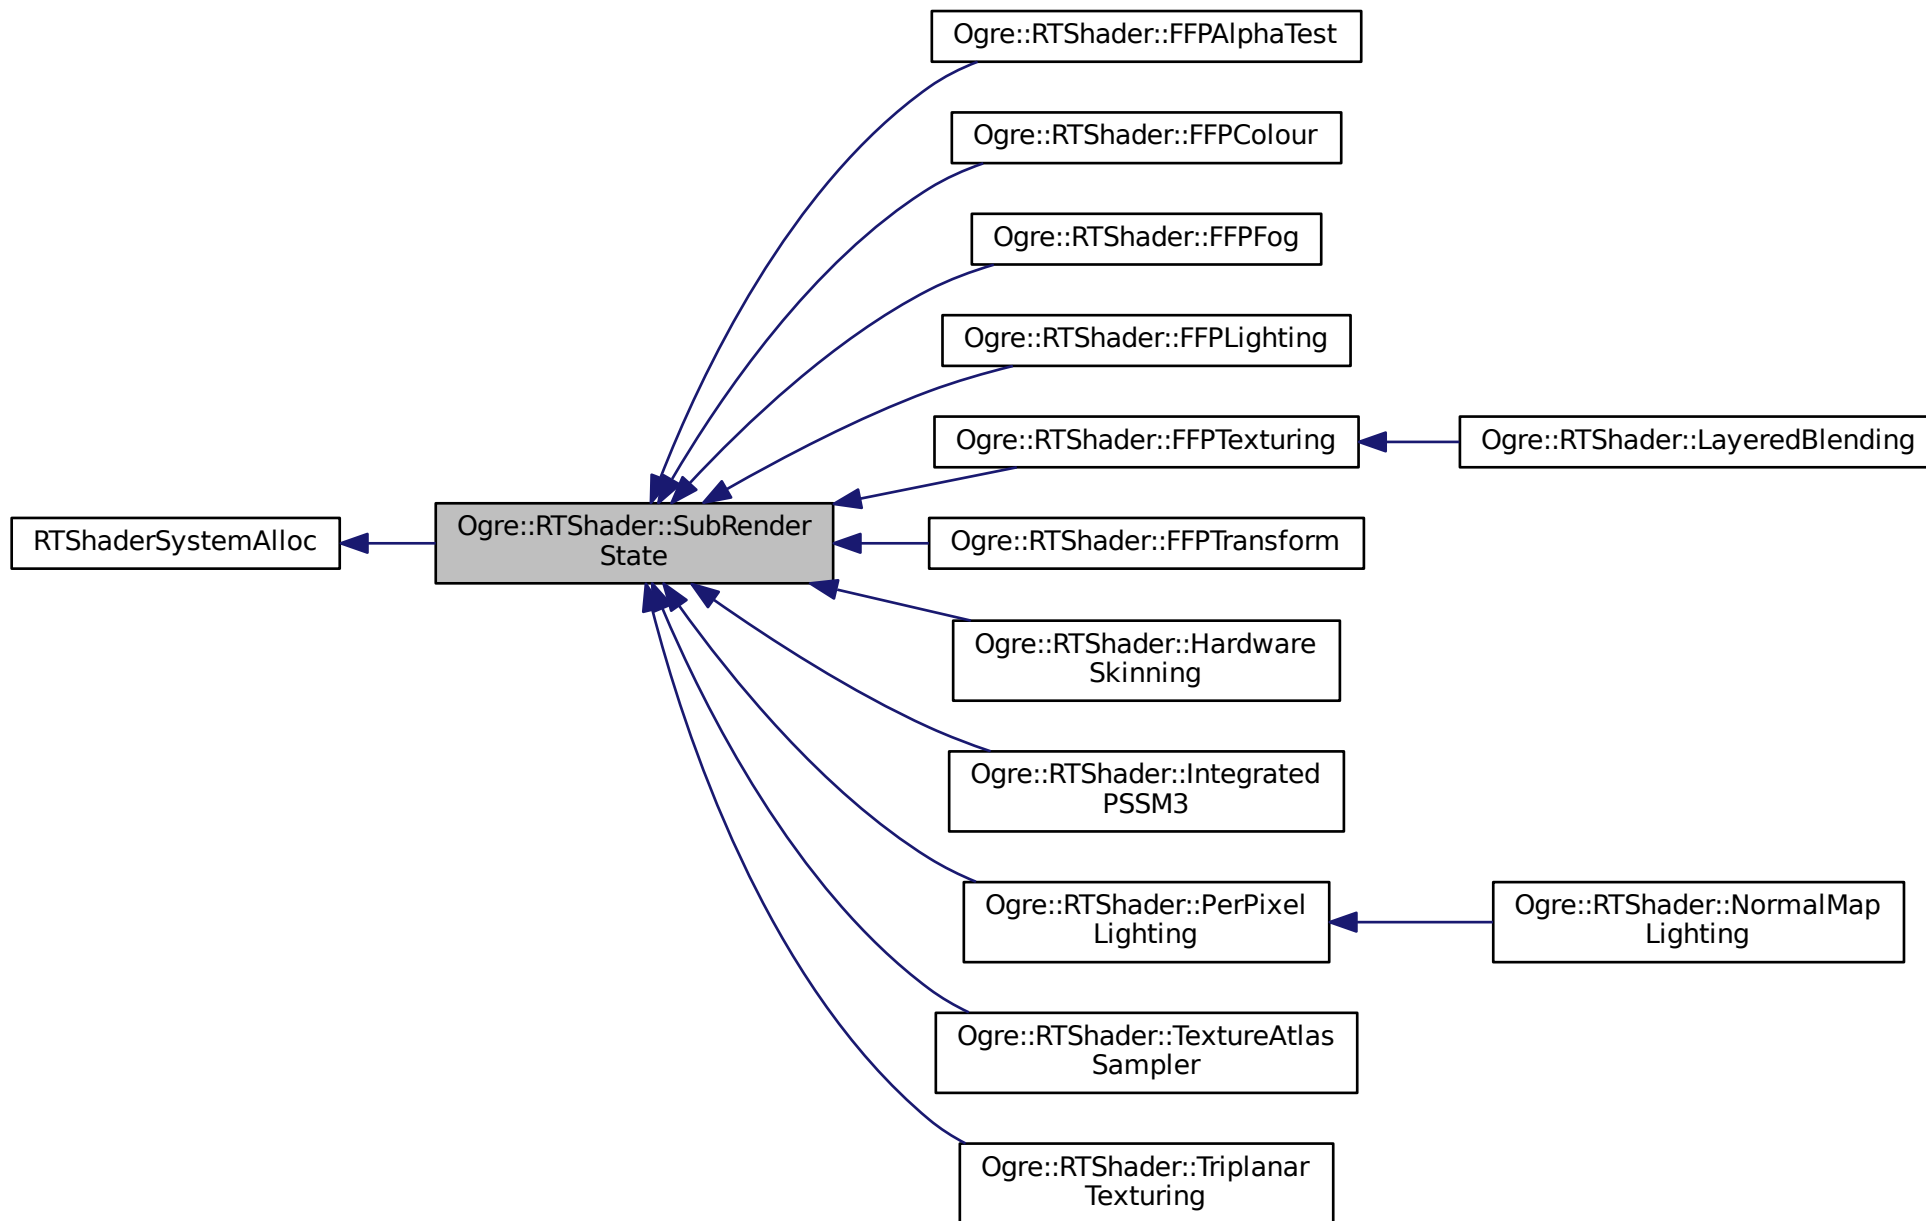 Ogre::RTShader::FFPAlphaTest
Ogre::RTShader::FFPColour
Ogre::RTShader::FFPFog
Ogre::RTShader::FFPLighting
Ogre::RTShader::FFPTexturing
Ogre::RTShader::LayeredBlending
RTShaderSystemAlloc
Ogre::RTShader::SubRender
State
Ogre::RTShader::FFPTransform
Ogre::RTShader::Hardware
Skinning
Ogre::RTShader::Integrated
PSSM3
Ogre::RTShader::PerPixel
Lighting
Ogre::RTShader::NormalMap
Lighting
Ogre::RTShader::TextureAtlas
Sampler
Ogre::RTShader::Triplanar
Texturing